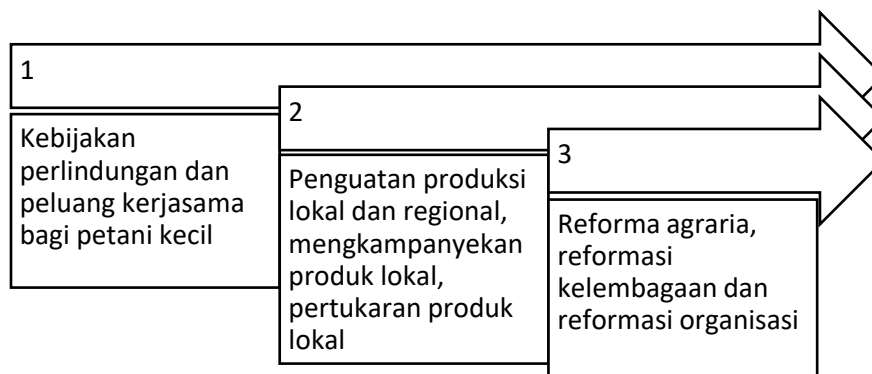 1
Kebijakan
perlindungan dan
peluang kerjasama
bagi petani kecil
2
Penguatan produksi
lokal dan regional,
mengkampanyekan
produk lokal,
pertukaran produk
lokal
3
Reforma agraria,
reformasi
kelembagaan dan
reformasi organisasi